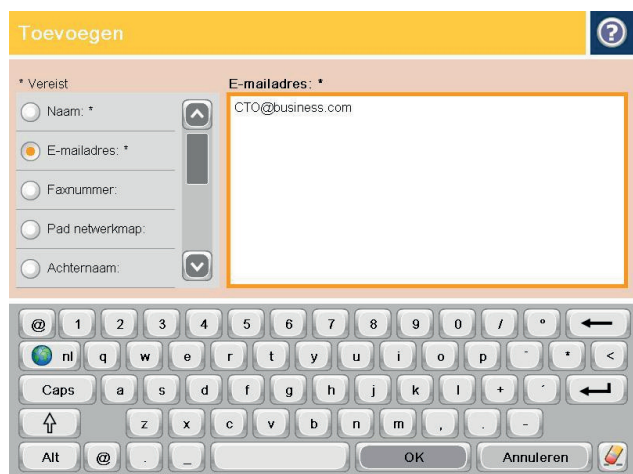 Toevoegen
* Vereist
E-mailadres: *
Naam: *
CTO@business.com
E-mailadres: *
Faxnummer:
Pad netwerkmap:
Achternaam:
@ 1 2 3 4 5 6 7 8 9 0 / °
nl q w e r t y u i o p ¨ * <
Caps a s d f g h j k l + ´
z x c v b n m , . -
Alt @ . _ OK Annuleren